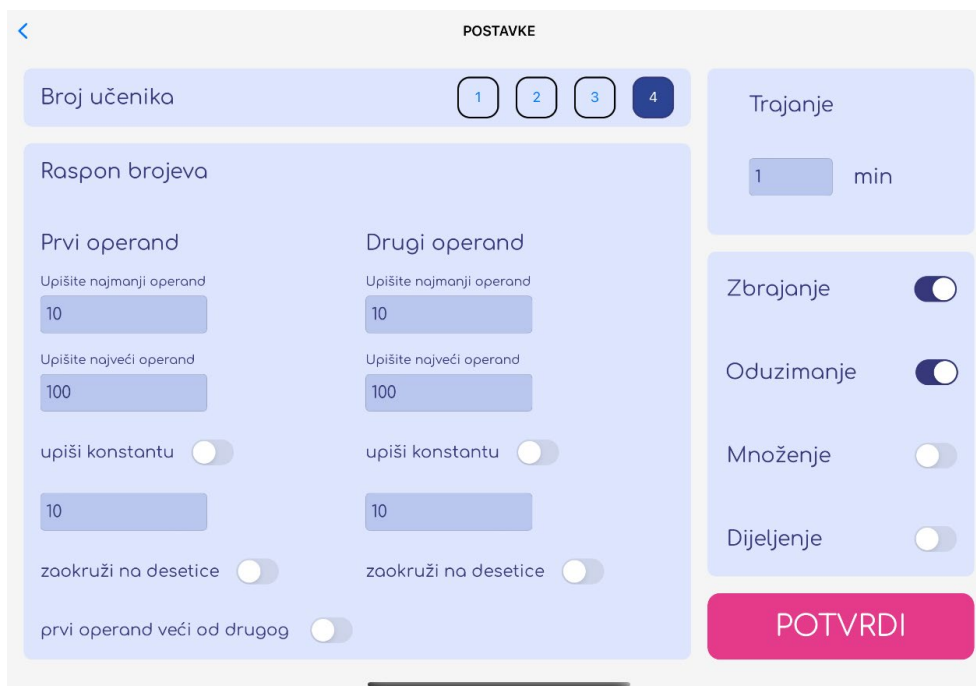 POSTAVKE
Broj učenika
1 2 3 4
Trajanje
1 min
Raspon brojeva
Prvi operand
Upišite najmanji operand
10
Upišite najveći operand
100
upiši konstantu
10
zaokruži na desetice
prvi operand veći od drugog
Drugi operand
Upišite najmanji operand
10
Upišite najveći operand
100
upiši konstantu
10
zaokruži na desetice
Zbrajanje
Oduzimanje
Množenje
Dijeljenje
POTVRDI